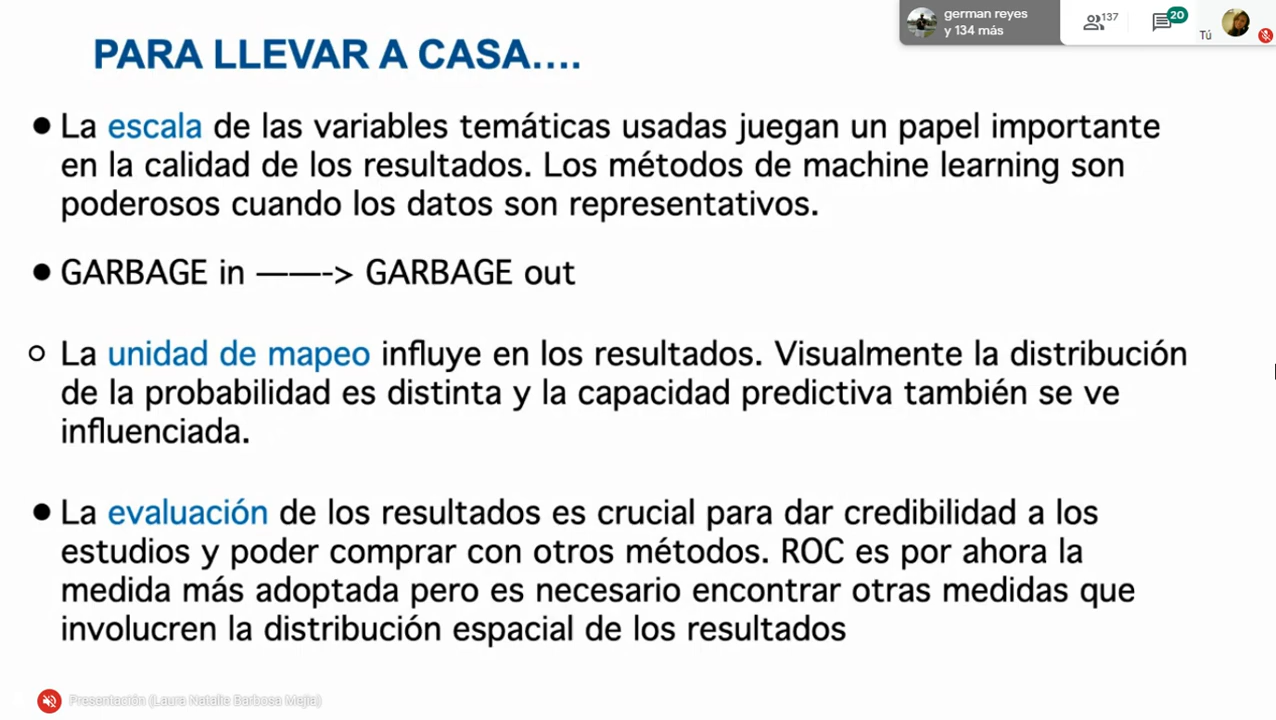 german reyes
y 134 más
137
20
Tú
PARA LLEVAR A CASA....
● La escala de las variables temáticas usadas juegan un papel importante
en la calidad de los resultados. Los métodos de machine learning son
poderosos cuando los datos son representativos.
● GARBAGE in ———-> GARBAGE out
○ La unidad de mapeo influye en los resultados. Visualmente la distribución
de la probabilidad es distinta y la capacidad predictiva también se ve
influenciada.
● La evaluación de los resultados es crucial para dar credibilidad a los
estudios y poder comprar con otros métodos. ROC es por ahora la
medida más adoptada pero es necesario encontrar otras medidas que
involucren la distribución espacial de los resultados
Presentación (Laura Natalie Barbosa Mejia)